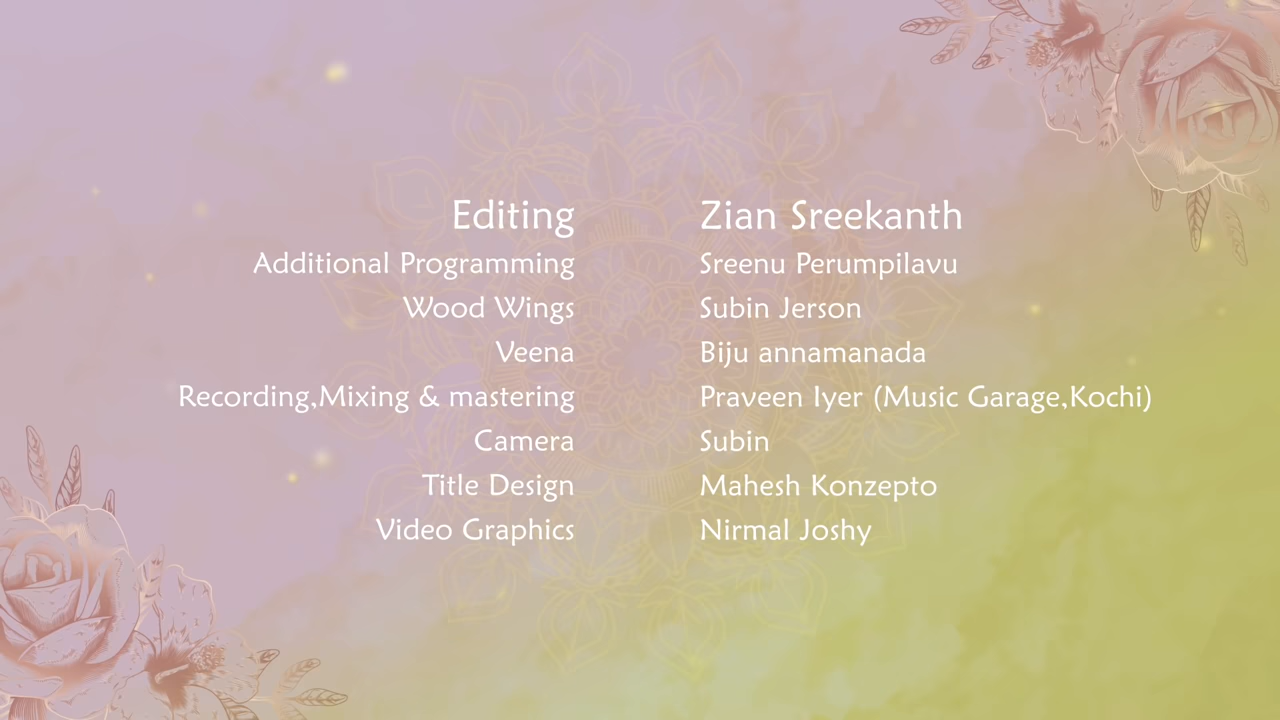 Editing Zian Sreekanth
Additional Programming Sreenu Perumpilavu
Wood Wings Subin Jerson
Veena Biju annamanada
Recording,Mixing & mastering Praveen Iyer (Music Garage,Kochi)
Camera Subin
Title Design Mahesh Konzepto
Video Graphics Nirmal Joshy